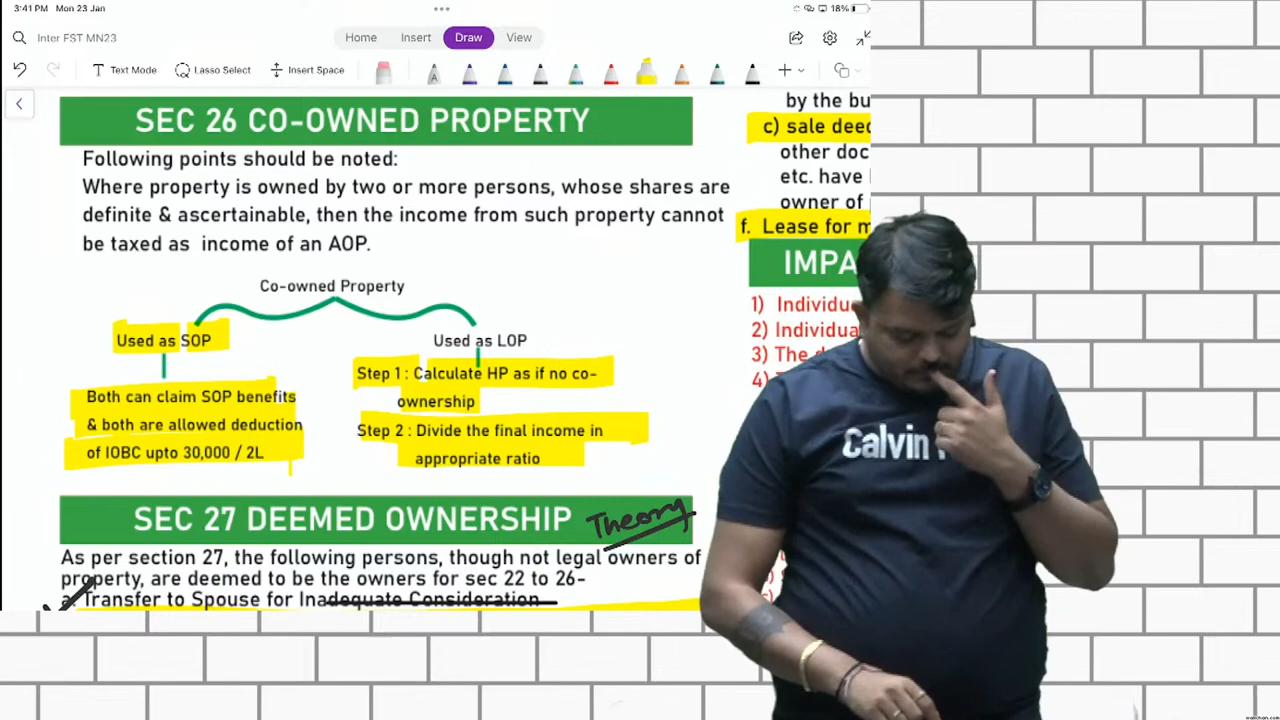 3:41 PM Mon 23 Jan
18%
Inter FST MN23
Home Insert Draw View
Text Mode Lasso Select Insert Space
SEC 26 CO-OWNED PROPERTY
Following points should be noted:
Where property is owned by two or more persons, whose shares are
definite & ascertainable, then the income from such property cannot
be taxed as income of an AOP.
Co-owned Property
Used as SOP
Both can claim SOP benefits
& both are allowed deduction
of IOBC upto 30,000 / 2L
Used as LOP
Step 1 : Calculate HP as if no co-
ownership
Step 2 : Divide the final income in
appropriate ratio
SEC 27 DEEMED OWNERSHIP Theory
As per section 27, the following persons, though not legal owners of
property, are deemed to be the owners for sec 22 to 26-
a. Transfer to Spouse for Inadequate Consideration
by the bu
c) sale deed
other doc
etc. have
owner of
f. Lease for m
IMPA
1) Individua
2) Individua
3) The d
4)
Calvin